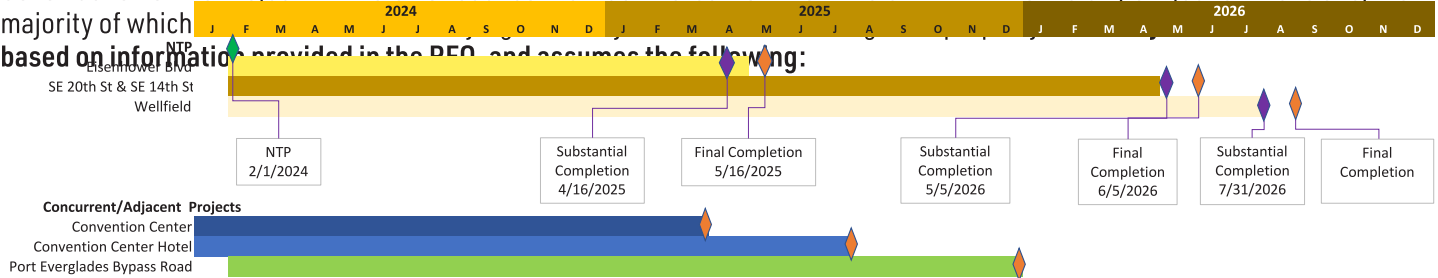 2024 2025 2026
J F M A M J J A S O N D J F M A M J J A S O N D J F M A M J J A S O N D
majority of which
NTP
based on information provided in the RFQ, and assumes the following:
Eisenhower Blvd
SE 20th St & SE 14th St
Wellfield
NTP
2/1/2024
Substantial
Completion
4/16/2025
Final Completion
5/16/2025
Substantial
Completion
5/5/2026
Final
Completion
6/5/2026
Substantial
Completion
7/31/2026
Final
Completion
Concurrent/Adjacent Projects
Convention Center
Convention Center Hotel
Port Everglades Bypass Road